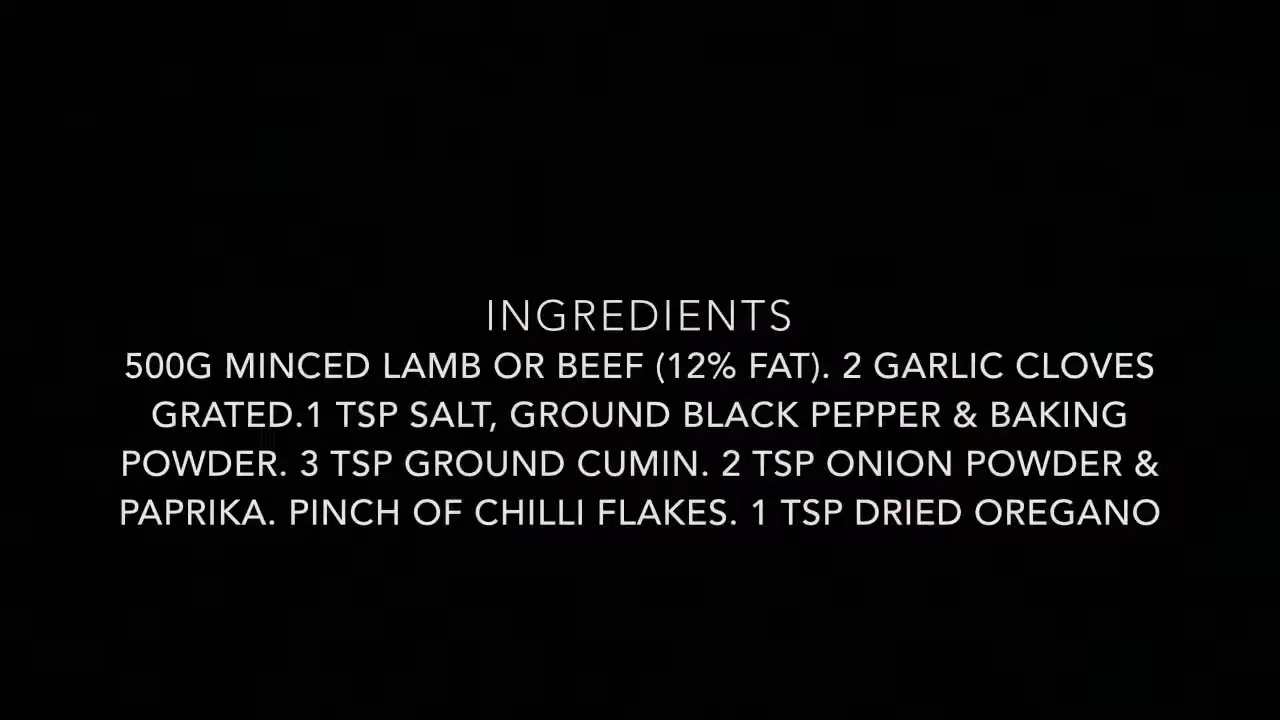 INGREDIENTS
500G MINCED LAMB OR BEEF (12% FAT). 2 GARLIC CLOVES
GRATED.1 TSP SALT, GROUND BLACK PEPPER & BAKING
POWDER. 3 TSP GROUND CUMIN. 2 TSP ONION POWDER &
PAPRIKA. PINCH OF CHILLI FLAKES. 1 TSP DRIED OREGANO